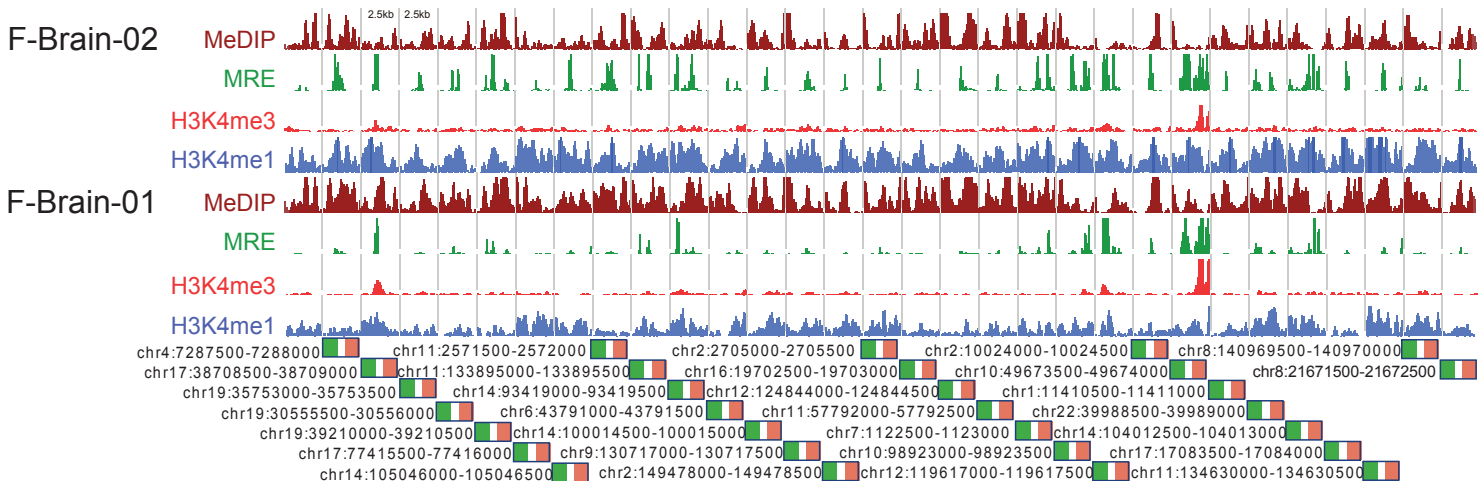 2.5kb 2.5kb
F-Brain-02
MeDIP
MRE
H3K4me3
H3K4me1
F-Brain-01
MeDIP
MRE
H3K4me3
H3K4me1
chr4:7287500-7288000 chr11:2571500-2572000 chr2:2705000-2705500 chr2:10024000-10024500 chr8:140969500-140970000
chr17:38708500-38709000 chr11:133895000-133895500 chr16:19702500-19703000 chr10:49673500-49674000 chr8:21671500-21672500
chr19:35753000-35753500 chr14:93419000-93419500 chr12:124844000-124844500 chr1:11410500-11411000
chr19:30555500-30556000 chr6:43791000-43791500 chr11:57792000-57792500 chr22:39988500-39989000
chr19:39210000-39210500 chr14:100014500-100015000 chr7:1122500-1123000 chr14:104012500-104013000
chr17:77415500-77416000 chr9:130717000-130717500 chr10:98923000-98923500 chr17:17083500-17084000
chr14:105046000-105046500 chr2:149478000-149478500 chr12:119617000-119617500 chr11:134630000-134630500